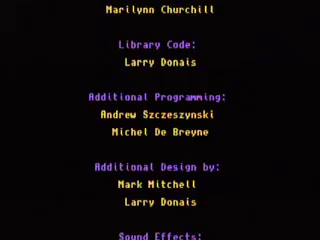 Marilynn Churchill
Library Code:
Larry Donais
Additional Programming:
Andrew Szczeszynski
Michel De Breyne
Additional Design by:
Mark Mitchell
Larry Donais
Sound Effects: